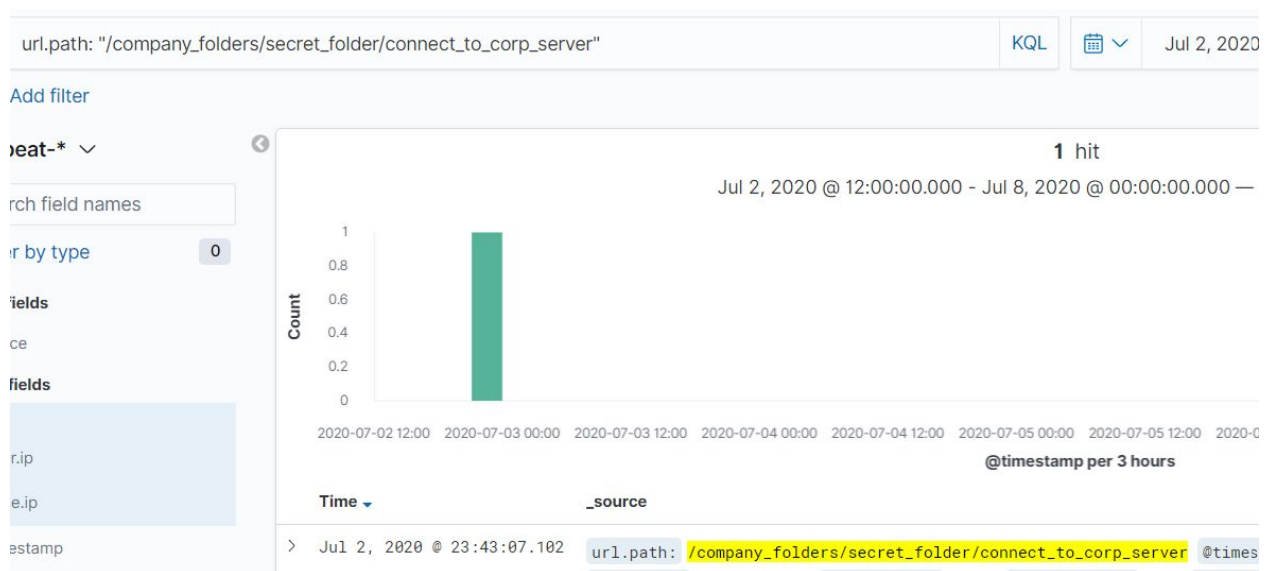 url.path: "/company_folders/secret_folder/connect_to_corp_server" KQL Jul 2, 2020
Add filter
eat-*
1 hit
Jul 2, 2020 @ 12:00:00.000 - Jul 8, 2020 @ 00:00:00.000 —
rch field names
r by type 0
ields
ce
fields
r.ip
e.ip
estamp
Count
1
0.8
0.6
0.4
0.2
0
2020-07-02 12:00 2020-07-03 00:00 2020-07-03 12:00 2020-07-04 00:00 2020-07-04 12:00 2020-07-05 00:00 2020-07-05 12:00 2020-0
@timestamp per 3 hours
Time _source
Jul 2, 2020 @ 23:43:07.102 url.path: /company_folders/secret_folder/connect_to_corp_server @times